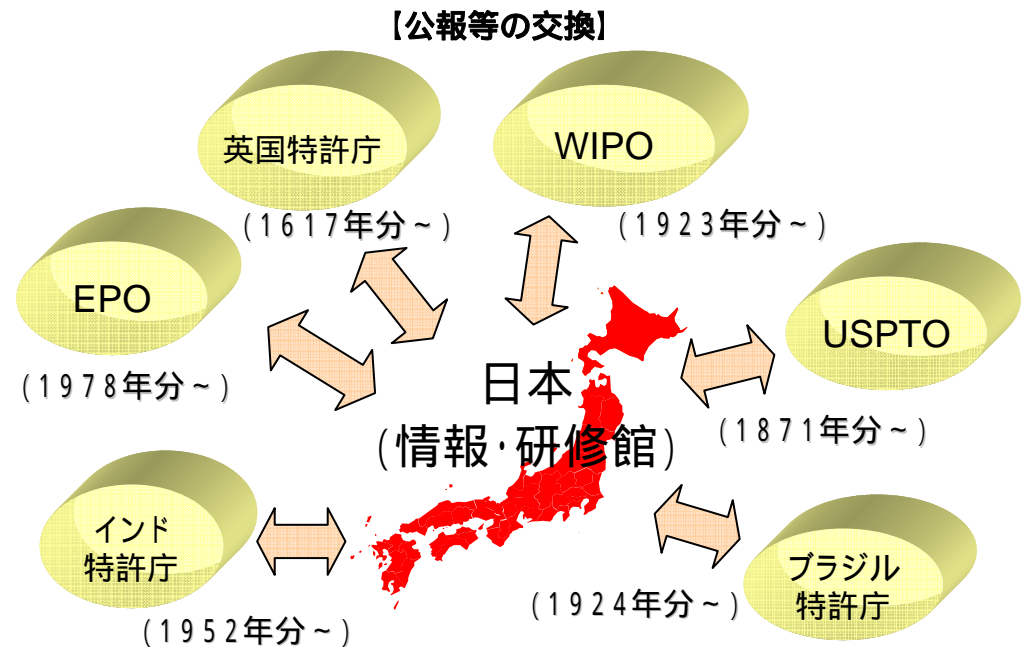 【公報等の交換】
英国特許庁
(1617年分~)
WIPO
(1923年分~)
EPO
(1978年分~)
USPTO
(1871年分~)
日本
(情報・研修館)
インド
特許庁
(1952年分~)
ブラジル
特許庁
(1924年分~)